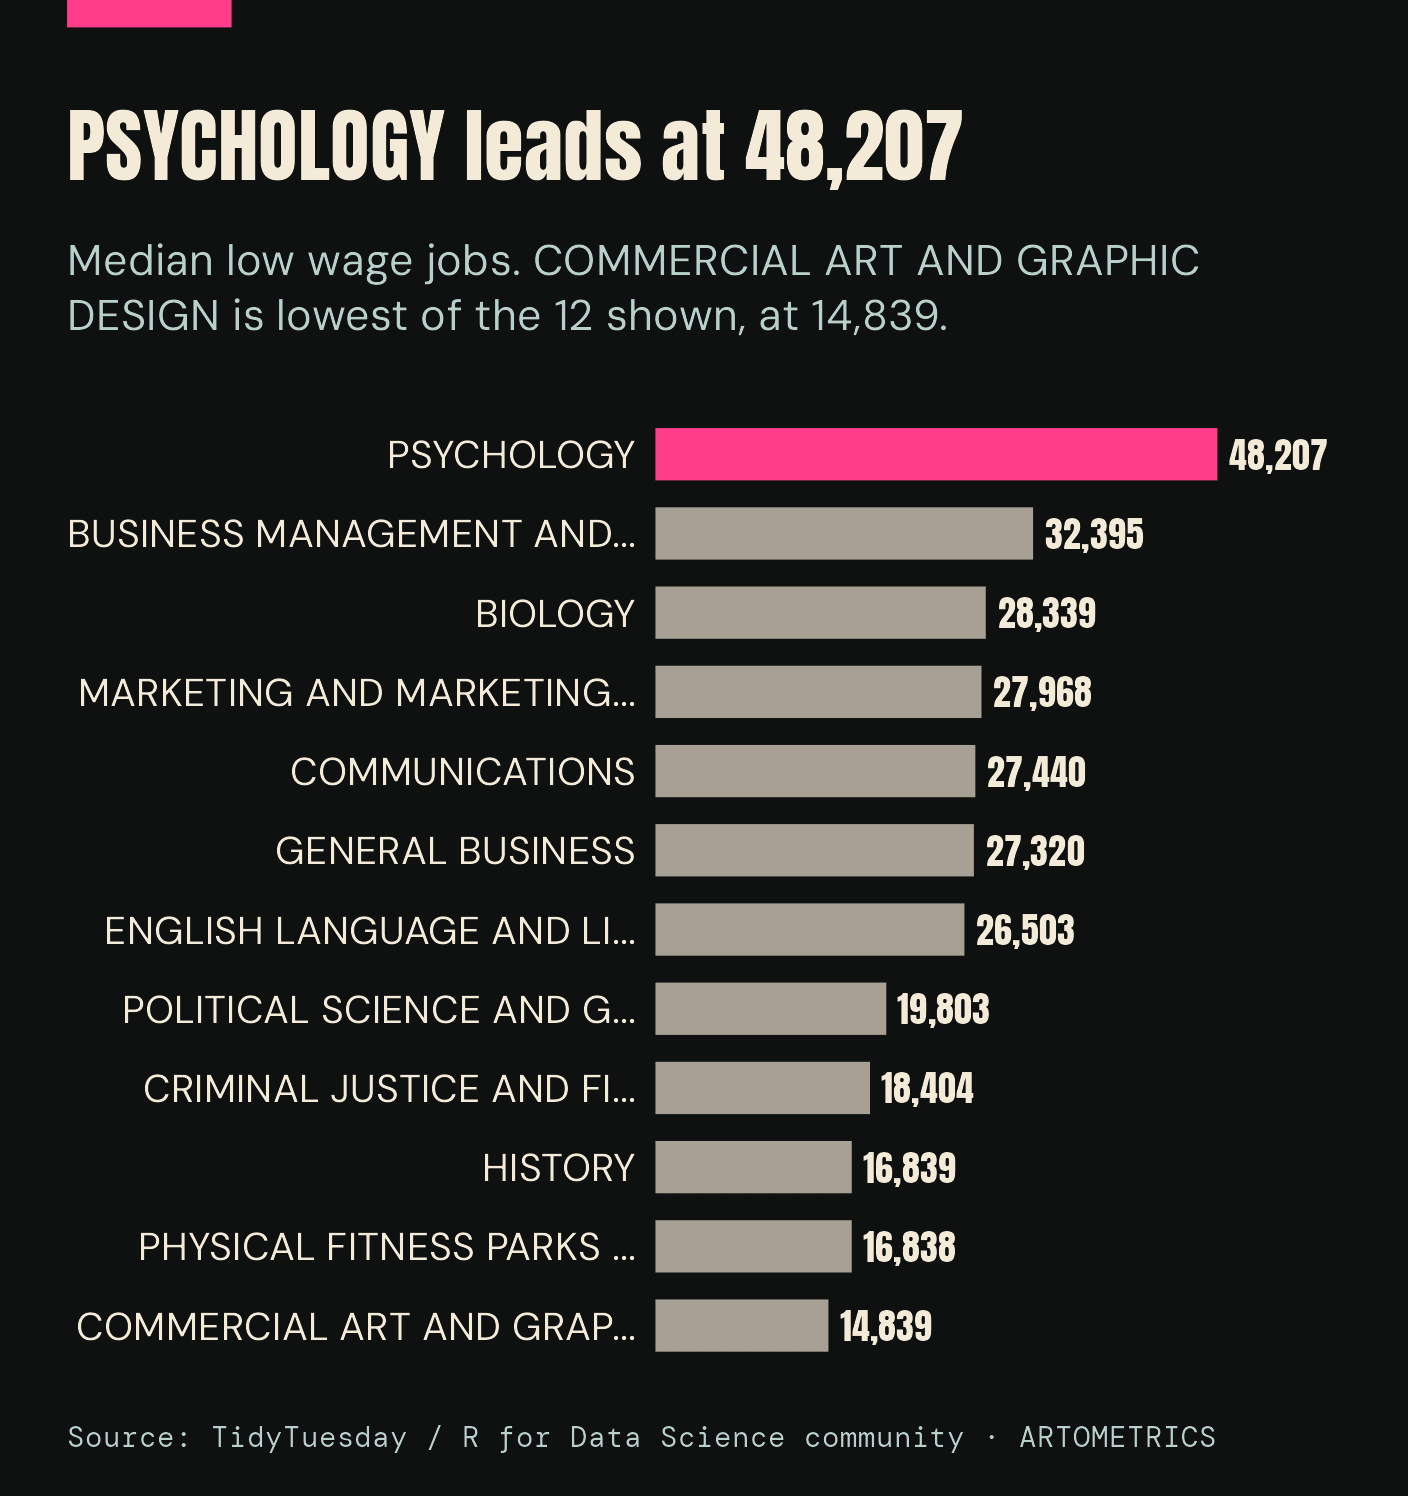 PSYCHOLOGY leads at 48,207
Median low wage jobs. COMMERCIAL ART AND GRAPHIC
DESIGN is lowest of the 12 shown, at 14,839.
PSYCHOLOGY 48,207
BUSINESS MANAGEMENT AND... 32,395
BIOLOGY 28,339
MARKETING AND MARKETING... 27,968
COMMUNICATIONS 27,440
GENERAL BUSINESS 27,320
ENGLISH LANGUAGE AND LI... 26,503
POLITICAL SCIENCE AND G... 19,803
CRIMINAL JUSTICE AND FI... 18,404
HISTORY 16,839
PHYSICAL FITNESS PARKS ... 16,838
COMMERCIAL ART AND GRAP... 14,839
Source: TidyTuesday / R for Data Science community · ARTOMETRICS